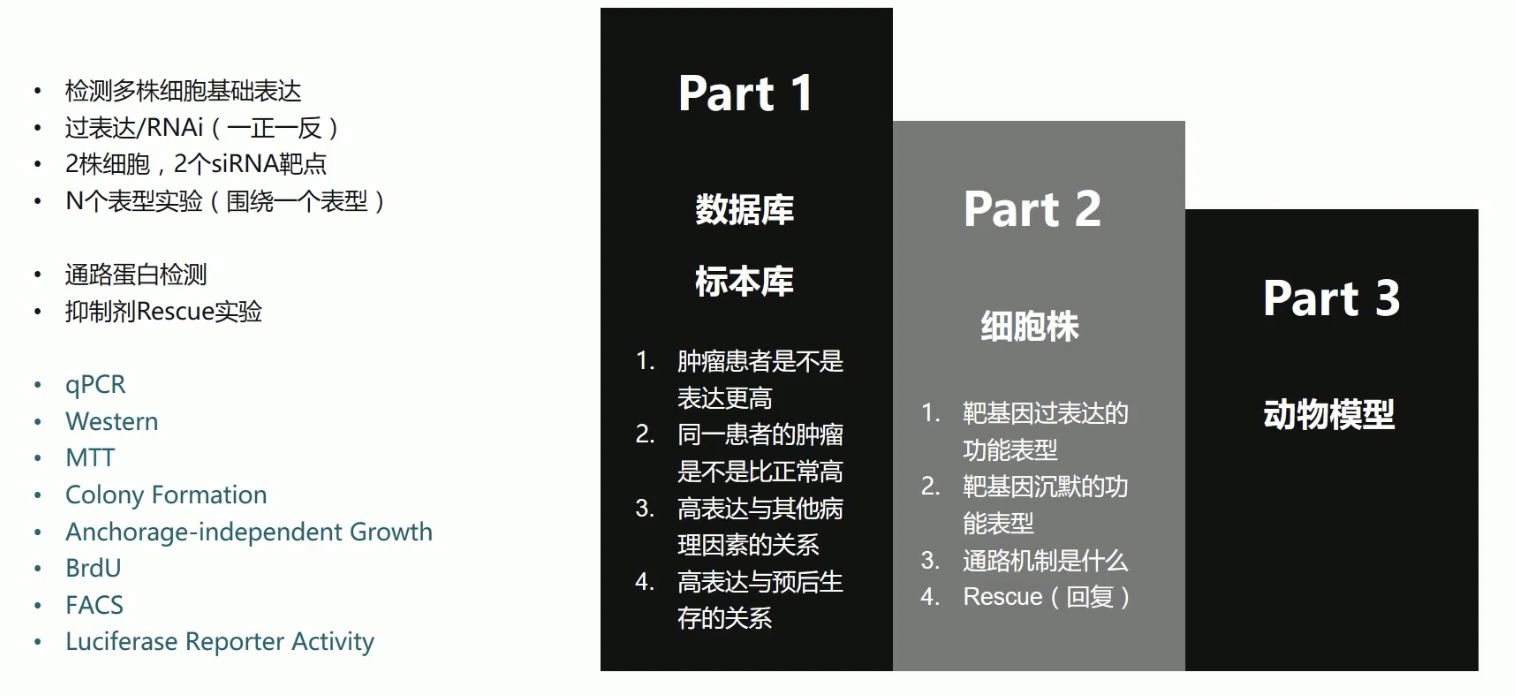 • 检测多株细胞基础表达
• 过表达/RNAi（一正一反）
• 2株细胞，2个siRNA靶点
• N个表型实验（围绕一个表型）
• 通路蛋白检测
• 抑制剂Rescue实验
• qPCR
• Western
• MTT
• Colony Formation
• Anchorage-independent Growth
• BrdU
• FACS
• Luciferase Reporter Activity
Part 1
数据库
标本库
1. 肿瘤患者是不是
表达更高
2. 同一患者的肿瘤
是不是比正常高
3. 高表达与其他病
理因素的关系
4. 高表达与预后生
存的关系
Part 2
细胞株
1. 靶基因过表达的
功能表型
2. 靶基因沉默的功
能表型
3. 通路机制是什么
4. Rescue（回复）
Part 3
动物模型